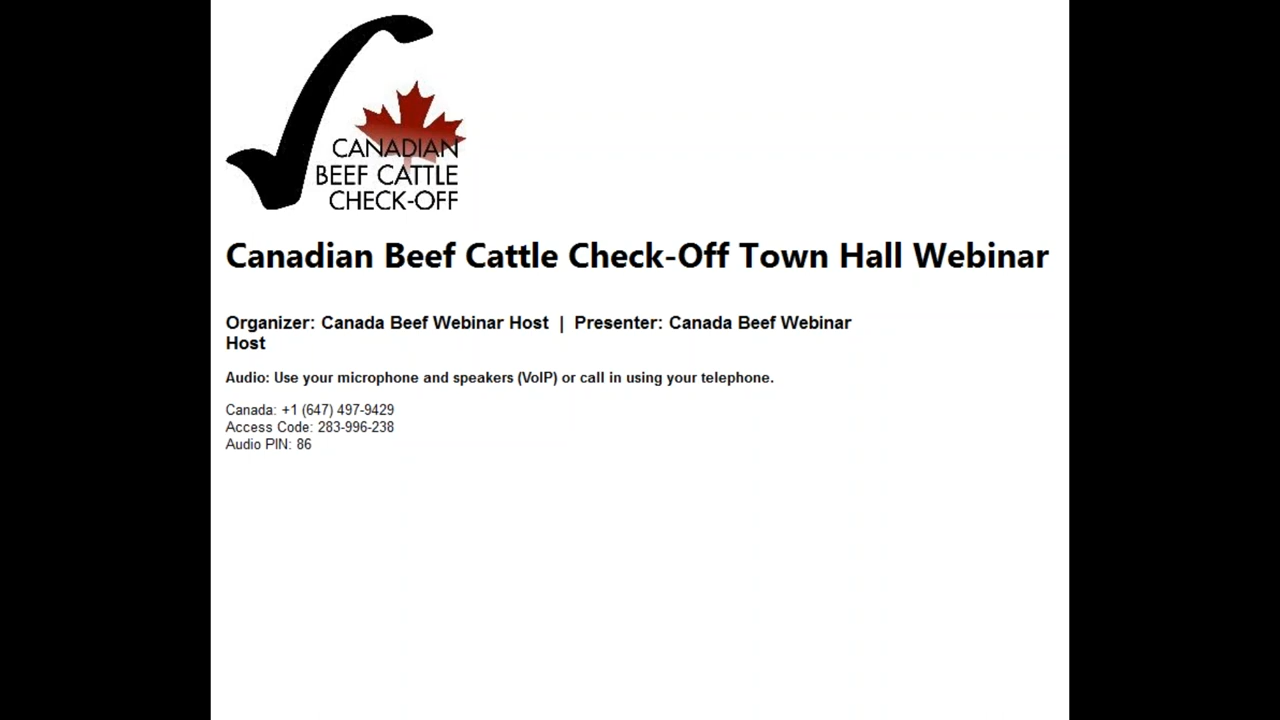 CANADIAN
BEEF CATTLE
CHECK-OFF
Canadian Beef Cattle Check-Off Town Hall Webinar
Organizer: Canada Beef Webinar Host | Presenter: Canada Beef Webinar
Host
Audio: Use your microphone and speakers (VoIP) or call in using your telephone.
Canada: +1 (647) 497-9429
Access Code: 283-996-238
Audio PIN: 86